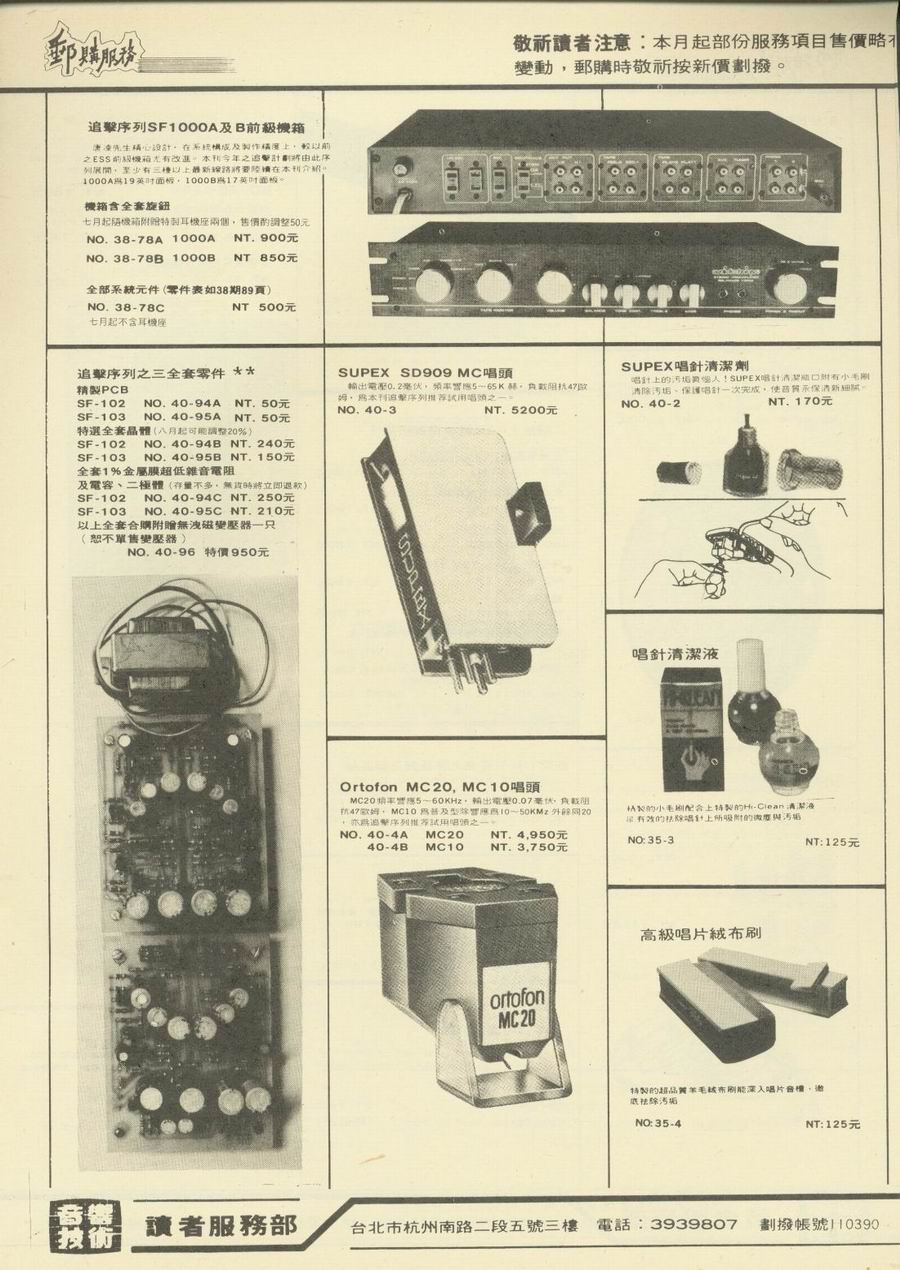 郵購服務
敬祈讀者注意：本月起部份服務項目售價略
變動，郵購時敬祈按新價劃撥。
追擊序列SF1000A及B前級機箱
唐凌先生精心設計，在系統構成及製作精度上，較以前
之ESS前級機箱尤有改進。本刊今年之追擊計劃將由此序
列展開，至少有三種以上最新線路將要陸續在本刊介紹。
1000A爲19英吋面板，1000B爲17英吋面板。
機箱含全套旋鈕
七月起隨機箱附贈特製耳機座兩個，售價酌調整50元
NO. 38-78A 1000A NT. 900元
NO. 38-78B 1000B NT 850元
全部系統元件(零件表如38期89頁)
NO. 38-78C NT 500元
七月起不含耳機座
追擊序列之三全套零件 **
精製PCB
SF-102 NO. 40-94A NT. 50元
SF-103 NO. 40-95A NT. 50元
特選全套晶體(八月起可能調整20%)
SF-102 NO. 40-94B NT. 240元
SF-103 NO. 40-95B NT. 150元
全套1%金屬膜超低雜音電阻
及電容、二極體(存量不多，無貨時將立即退款)
SF-102 NO. 40-94C NT. 250元
SF-103 NO. 40-95C NT. 210元
以上全套合購附贈無洩磁變壓器一只
(恕不單售變壓器)
NO. 40-96 特價950元
SUPEX SD909 MC唱頭
輸出電壓0.2毫伏，頻率響應5～65K赫，負載阻抗47歐
姆，爲本刊追擊序列推荐試用唱頭之一。
NO. 40-3 NT. 5200元
SUPEX
Ortofon MC20, MC10唱頭
MC20頻率響應5～60KHz，輸出電壓0.07毫伏，負載阻
抗47歐姆，MC10爲普及型除響應爲10～50KMz外餘同20
，亦爲追擊序列推荐試用唱頭之一。
NO. 40-4A MC20 NT. 4,950元
40-4B MC10 NT. 3,750元
ortofon
MC20
SUPEX唱針清潔劑
唱針上的汚垢眞惱人！SUPEX唱針清潔瓶口附有小毛刷
清除汚垢、保護唱針一次完成，使音質永保清新細膩。
NO. 40-2 NT. 170元
唱針清潔液
HI-CLEAN
特製的小毛刷配合上特製的Hi-Clean清潔液
是有效的祛除唱針上所吸附的微塵與汚垢
NO:35-3 NT:125元
高級唱片絨布刷
特製的超品質羊毛絨布刷能深入唱片音槽，徹
底祛除汚垢
NO:35-4 NT:125元
音響
技術
讀者服務部
台北市杭州南路二段五號三樓 電話：3939807 劃撥帳號110390